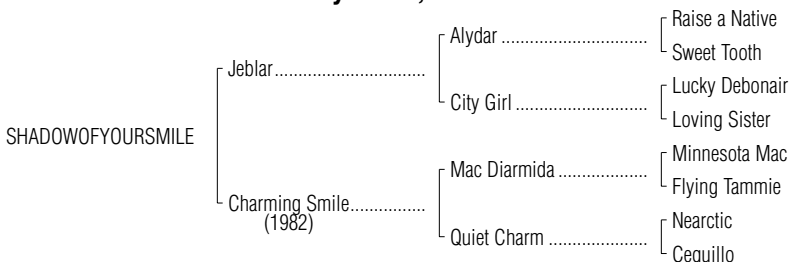 Raise a Native
Alydar
Sweet Tooth
Jeblar
Lucky Debonair
City Girl
Loving Sister
SHADOWOFYOURSMILE
Minnesota Mac
Mac Diarmida
Flying Tammie
Charming Smile
(1982)
Nearctic
Quiet Charm
Ceguillo